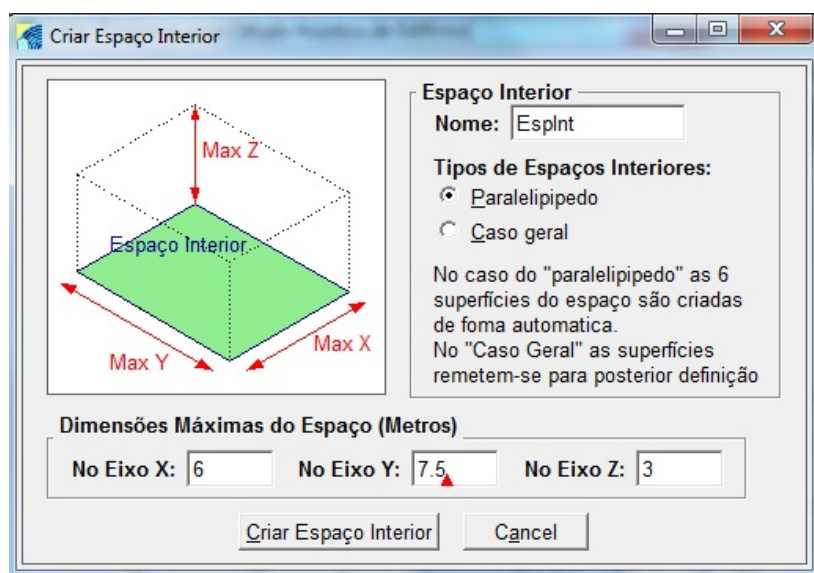 Criar Espaço Interior
Max Z
Espaço Interior
Max Y
Max X
Espaço Interior
Nome: EspInt
Tipos de Espaços Interiores:
Paralelipipedo
Caso geral
No caso do "paralelipipedo" as 6
superfícies do espaço são criadas
de foma automatica.
No "Caso Geral" as superfícies
remetem-se para posterior definição
Dimensões Máximas do Espaço (Metros)
No Eixo X: 6 No Eixo Y: 7.5 No Eixo Z: 3
Criar Espaço Interior Cancel